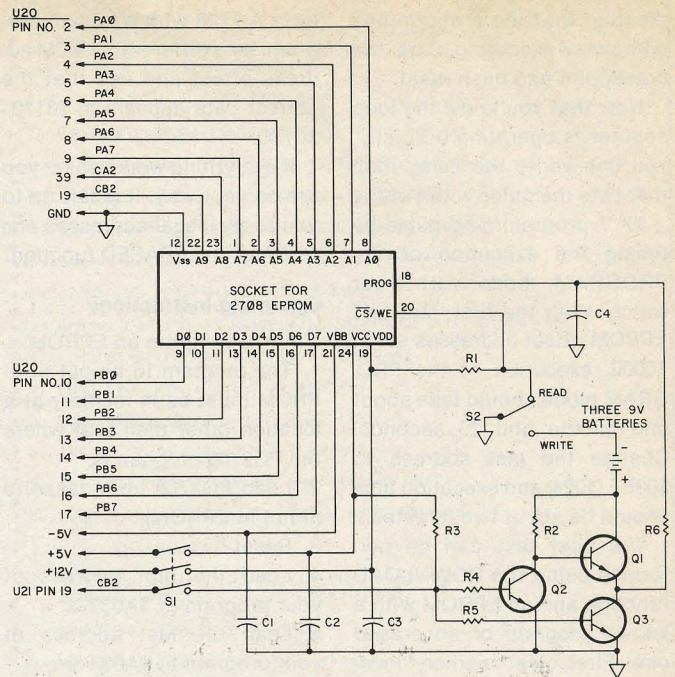 U20
PIN NO. 2 PAØ
3 PA1
4 PA2
5 PA3
6 PA4
7 PA5
8 PA6
9 PA7
39 CA2
19 CB2
GND
12 22 23 1 2 3 4 5 6 7 8
Vss A9 A8 A7 A6 A5 A4 A3 A2 A1 AØ
SOCKET FOR
2708 EPROM
PROG 18
CS/WE 20
C4
DØ D1 D2 D3 D4 D5 D6 D7 VBB VCC VDD
9 10 11 13 14 15 16 17 21 24 19
U20
PIN NO.10 PBØ
11 PB1
12 PB2
13 PB3
14 PB4
15 PB5
16 PB6
17 PB7
-5V
+5V
+12V
U21 PIN 19 CB2
S1
C1
C2
C3
R1
READ
S2
WRITE
THREE 9V
BATTERIES
-
+
R3
R2
R6
R4
R5
Q1
Q2
Q3